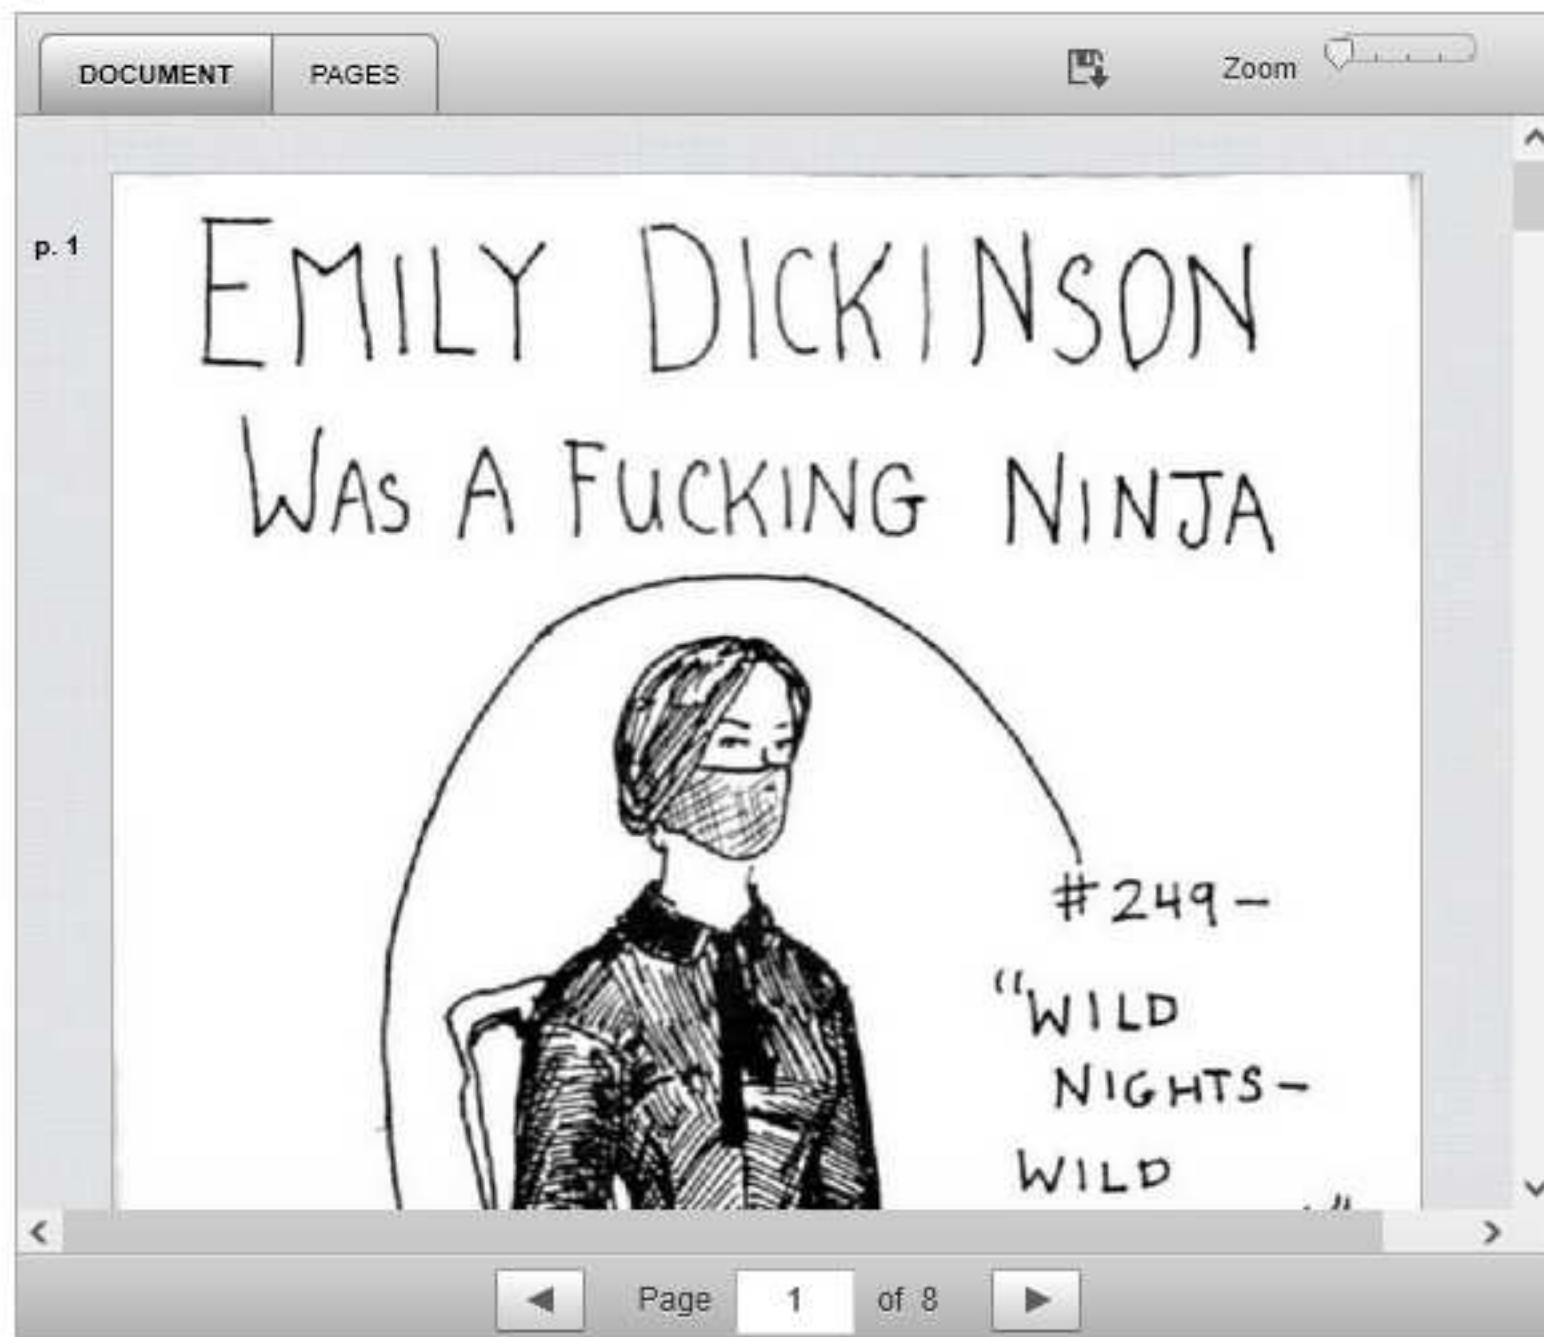 DOCUMENT PAGES Zoom
p. 1
EMILY DICKINSON
WAS A FUCKING NINJA
#249–
"WILD
NIGHTS–
WILD
Page 1 of 8